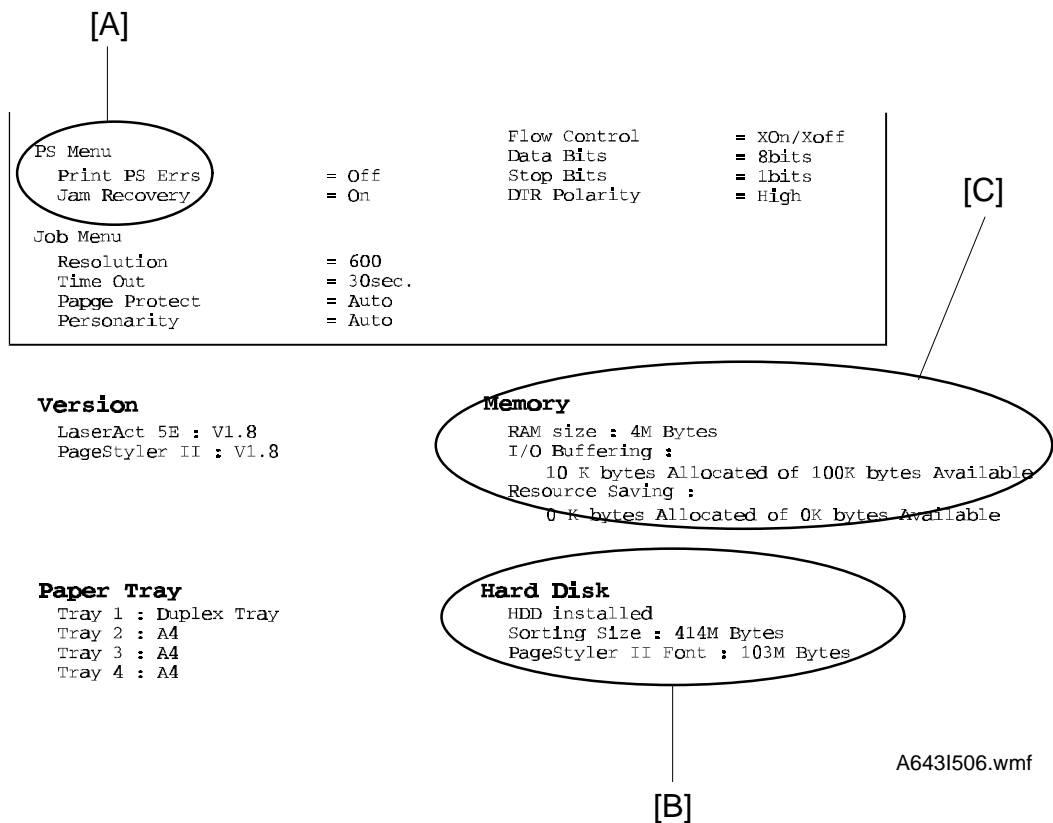 [A]
PS Menu
Print PS Errs = Off
Jam Recovery = On
Job Menu
Resolution = 600
Time Out = 30sec.
Papge Protect = Auto
Personarity = Auto
Flow Control = XOn/Xoff
Data Bits = 8bits
Stop Bits = 1bits
DTR Polarity = High
[C]
Version
LaserAct 5E : V1.8
PageStyler II : V1.8
Memory
RAM size : 4M Bytes
I/O Buffering :
10 K bytes Allocated of 100K bytes Available
Resource Saving :
0 K bytes Allocated of 0K bytes Available
Paper Tray
Tray 1 : Duplex Tray
Tray 2 : A4
Tray 3 : A4
Tray 4 : A4
Hard Disk
HDD installed
Sorting Size : 414M Bytes
PageStyler II Font : 103M Bytes
A643I506.wmf
[B]